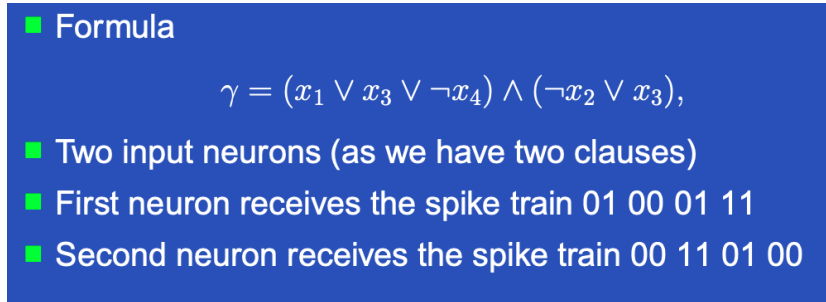 Formula
γ = (x₁ ∨ x₃ ∨ ¬x₄) ∧ (¬x₂ ∨ x₃),
Two input neurons (as we have two clauses)
First neuron receives the spike train 01 00 01 11
Second neuron receives the spike train 00 11 01 00